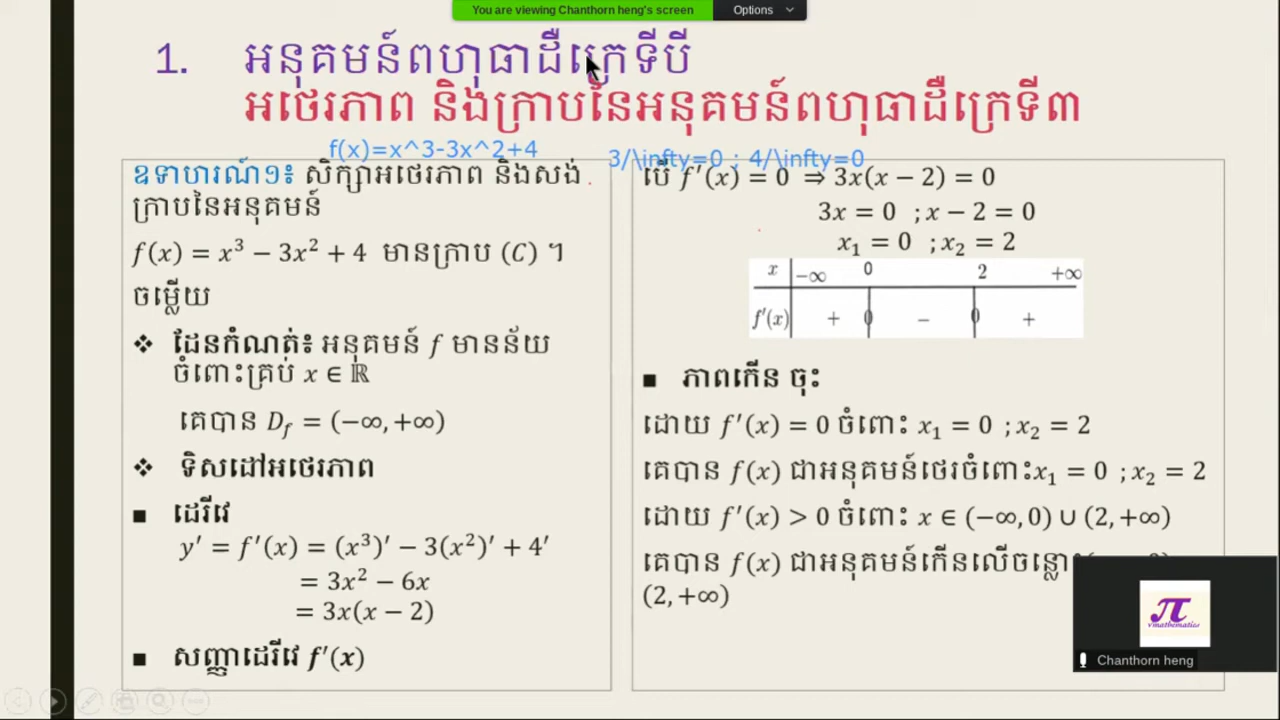 You are viewing Chanthorn heng's screen
Options
1. អនុគមន៍ពហុធាដឺក្រេទីបី
អថេរភាព និងក្រាបនៃអនុគមន៍ពហុធាដឺក្រេទី៣
f(x)=x^3-3x^2+4
3/\infty=0 ; 4/\infty=0
ឧទាហរណ៍១៖ សិក្សាអថេរភាព និងសង់
ក្រាបនៃអនុគមន៍
f(x) = x³ − 3x² + 4 មានក្រាប (C) ។
ចម្លើយ
❖ ដែនកំណត់៖ អនុគមន៍ f មានន័យ
ចំពោះគ្រប់ x ∈ ℝ
គេបាន D_f = (−∞, +∞)
❖ ទិសដៅអថេរភាព
■ ដេរីវេ
y′ = f′(x) = (x³)′ − 3(x²)′ + 4′
= 3x² − 6x
= 3x(x − 2)
■ សញ្ញាដេរីវេ f′(x)
បើ f′(x) = 0 ⇒ 3x(x − 2) = 0
3x = 0 ; x − 2 = 0
x₁ = 0 ; x₂ = 2
x −∞ 0 2 +∞
f′(x) + 0 − 0 +
■ ភាពកើន ចុះ
ដោយ f′(x) = 0 ចំពោះ x₁ = 0 ; x₂ = 2
គេបាន f(x) ជាអនុគមន៍ថេរចំពោះx₁ = 0 ; x₂ = 2
ដោយ f′(x) > 0 ចំពោះ x ∈ (−∞, 0) ∪ (2, +∞)
គេបាន f(x) ជាអនុគមន៍កើនលើ
(2, +∞)
π
vmathematics
Chanthorn heng